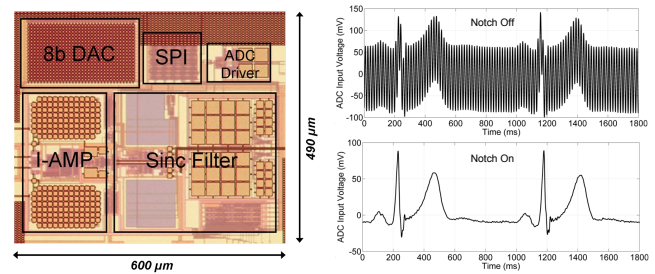 8b DAC
SPI
ADC
Driver
I-AMP
Sinc Filter
490 μm
600 μm
Notch Off
ADC Input Voltage (mV)
150
100
50
0
-50
-100
0 200 400 600 800 1000 1200 1400 1600 1800
Time (ms)
Notch On
ADC Input Voltage (mV)
100
50
0
-50
0 200 400 600 800 1000 1200 1400 1600 1800
Time (ms)